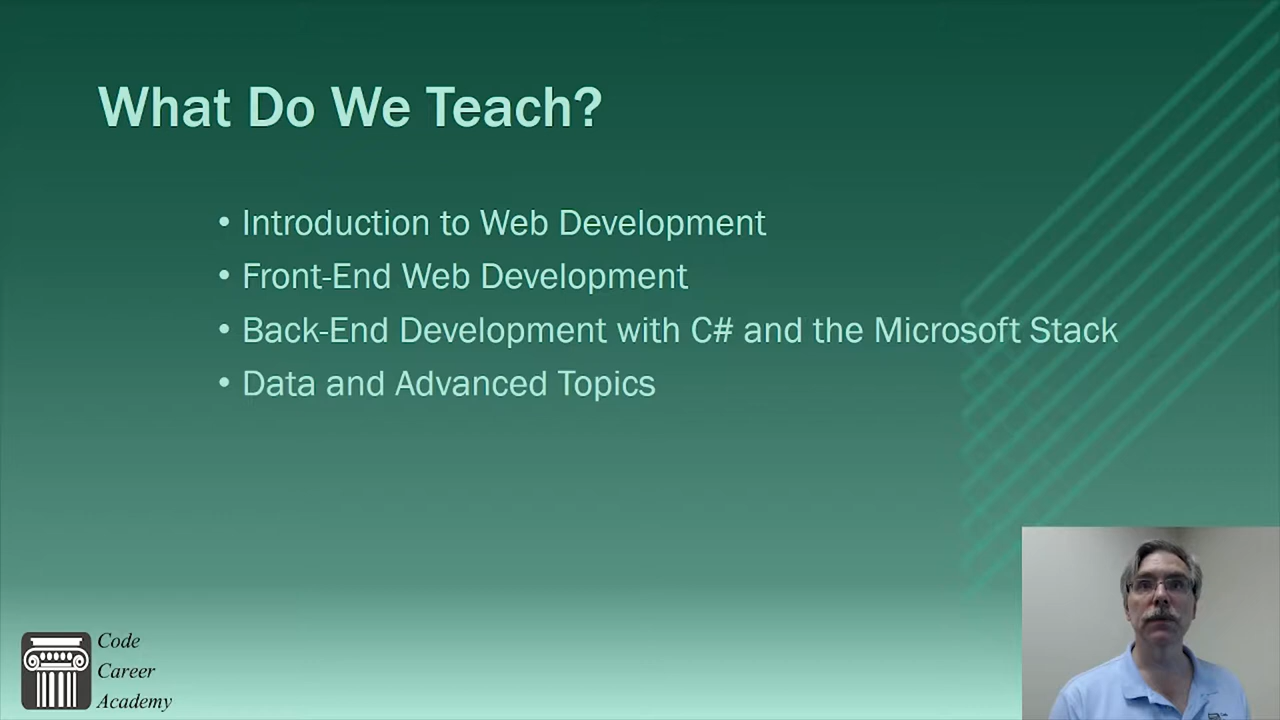 What Do We Teach?
• Introduction to Web Development
• Front-End Web Development
• Back-End Development with C# and the Microsoft Stack
• Data and Advanced Topics
Code
Career
Academy